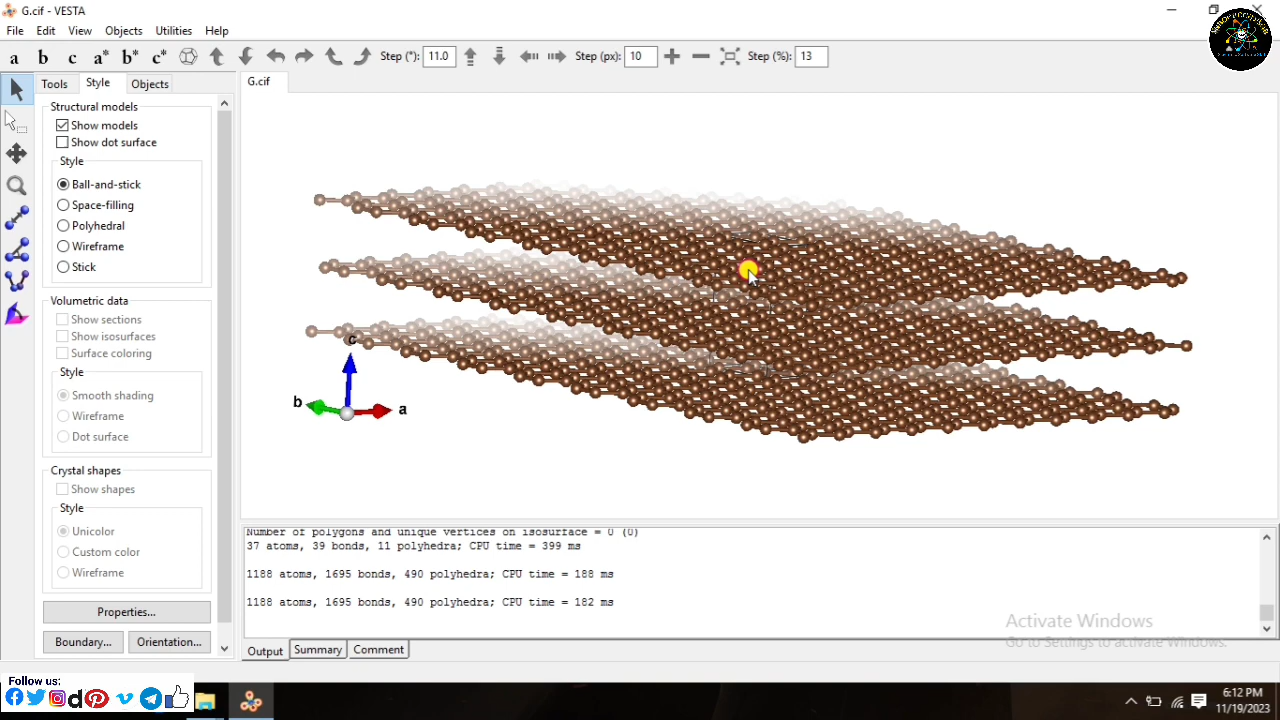 G.cif - VESTA
File Edit View Objects Utilities Help
a b c a* b* c* Step (°): 11.0 Step (px): 10 Step (%): 13
Tools Style Objects
G.cif
Structural models
Show models
Show dot surface
Style
Ball-and-stick
Space-filling
Polyhedral
Wireframe
Stick
Volumetric data
Show sections
Show isosurfaces
Surface coloring
Style
Smooth shading
Wireframe
Dot surface
Crystal shapes
Show shapes
Style
Unicolor
Custom color
Wireframe
Properties...
Boundary... Orientation...
c
b
a
Number of polygons and unique vertices on isosurface = 0 (0)
37 atoms, 39 bonds, 11 polyhedra; CPU time = 399 ms
1188 atoms, 1695 bonds, 490 polyhedra; CPU time = 188 ms
1188 atoms, 1695 bonds, 490 polyhedra; CPU time = 182 ms
Activate Windows
Go to Settings to activate Windows.
Output Summary Comment
Follow us:
6:12 PM
11/19/2023